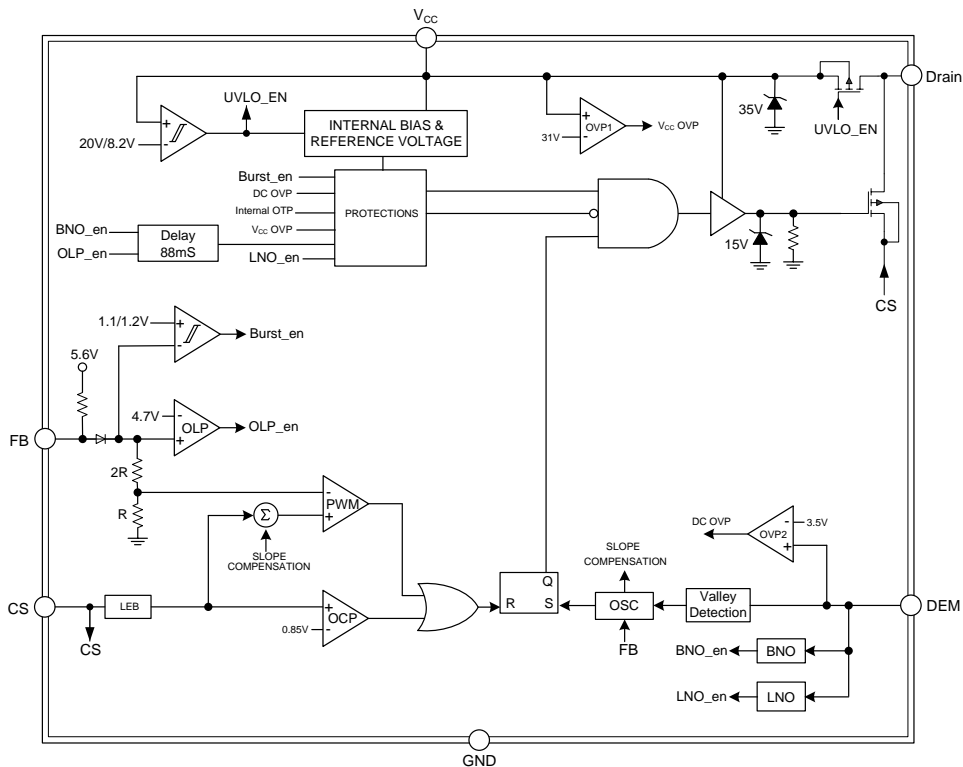 VCC
Drain
UVLO_EN
+
-
20V/8.2V
INTERNAL BIAS &
REFERENCE VOLTAGE
+
-
31V
OVP1
VCC OVP
35V
UVLO_EN
Burst_en
DC OVP
Internal OTP
VCC OVP
LNO_en
PROTECTIONS
BNO_en
OLP_en
Delay
88mS
15V
CS
1.1/1.2V
+
-
Burst_en
5.6V
4.7V
-
+
OLP
OLP_en
FB
2R
R
-
+
PWM
Σ
SLOPE
COMPENSATION
DC OVP
OVP2
-
+
3.5V
SLOPE
COMPENSATION
CS
LEB
CS
+
-
OCP
0.85V
R
Q
S
OSC
FB
Valley
Detection
DEM
BNO_en
BNO
LNO_en
LNO
GND